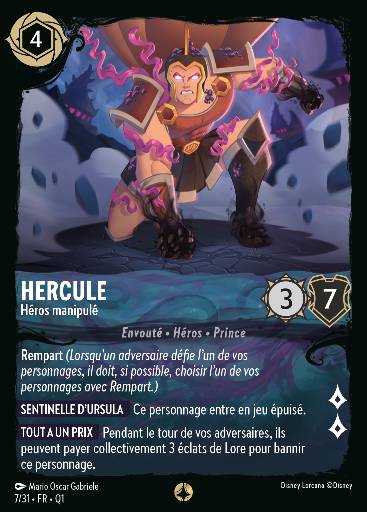 4
HERCULE
Héros manipulé
3
7
Envouté • Héros • Prince
Rempart (Lorsqu'un adversaire défie l'un de vos
personnages, il doit, si possible, choisir l'un de vos
personnages avec Rempart.)
SENTINELLE D'URSULA Ce personnage entre en jeu épuisé.
TOUT A UN PRIX Pendant le tour de vos adversaires, ils
peuvent payer collectivement 3 éclats de Lore pour bannir
ce personnage.
Mario Oscar Gabriele
7/31 • FR • Q1
Disney Lorcana ©Disney